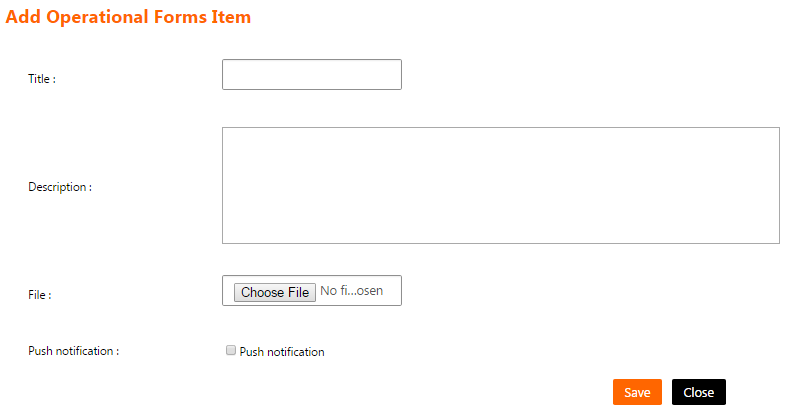 Add Operational Forms Item
Title :
Description :
File :
Choose File No fi...osen
Push notification :
Push notification
Save Close